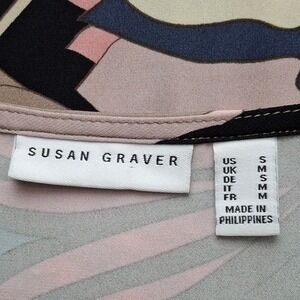 SUSAN GRAVER
US S
UK M
DE M
IT M
FR M
MADE IN
PHILIPPINES